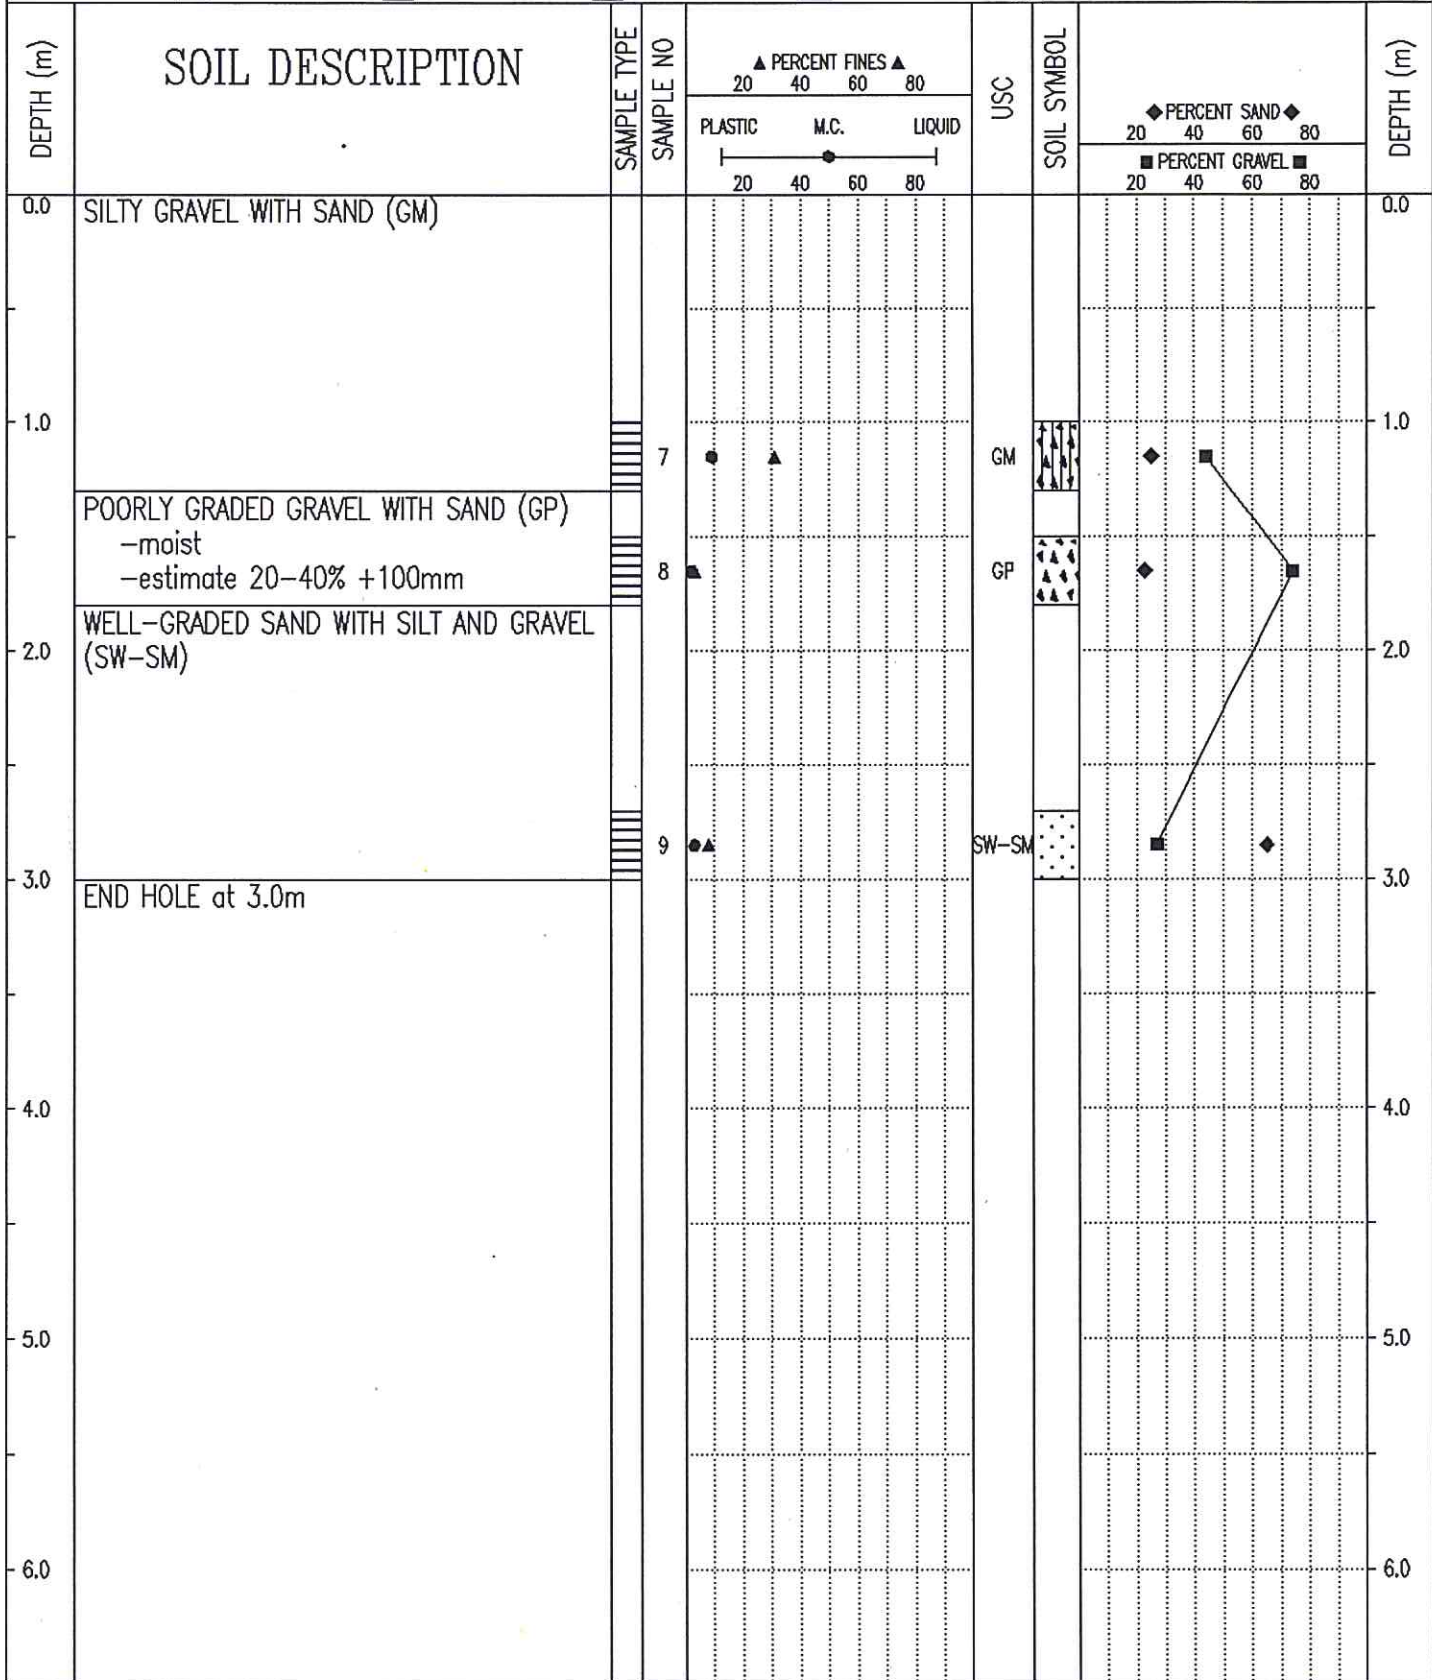 DEPTH (m)
SOIL DESCRIPTION
SAMPLE TYPE
SAMPLE NO
▲ PERCENT FINES ▲
20 40 60 80
PLASTIC M.C. LIQUID
20 40 60 80
USC
SOIL SYMBOL
◆ PERCENT SAND ◆
20 40 60 80
■ PERCENT GRAVEL ■
20 40 60 80
DEPTH (m)
0.0 SILTY GRAVEL WITH SAND (GM) 0.0
1.0 1.0
7 GM
POORLY GRADED GRAVEL WITH SAND (GP)
-moist
-estimate 20-40% +100mm 8 GP
WELL-GRADED SAND WITH SILT AND GRAVEL
2.0 (SW-SM) 2.0
9 SW-SM
3.0 3.0
END HOLE at 3.0m
4.0 4.0
5.0 5.0
6.0 6.0